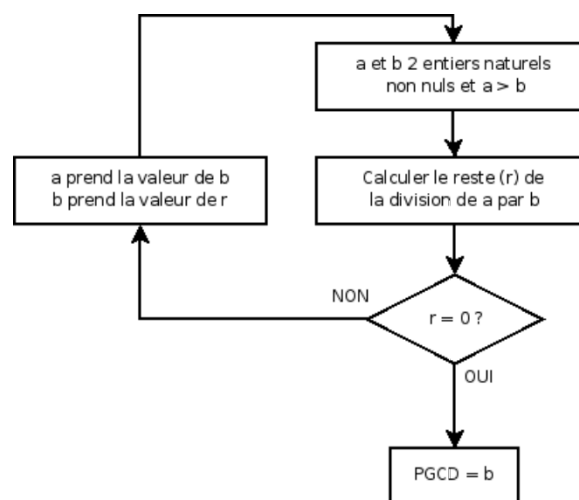 a et b 2 entiers naturels
non nuls et a > b
a prend la valeur de b
b prend la valeur de r
Calculer le reste (r) de
la division de a par b
NON
r = 0 ?
OUI
PGCD = b